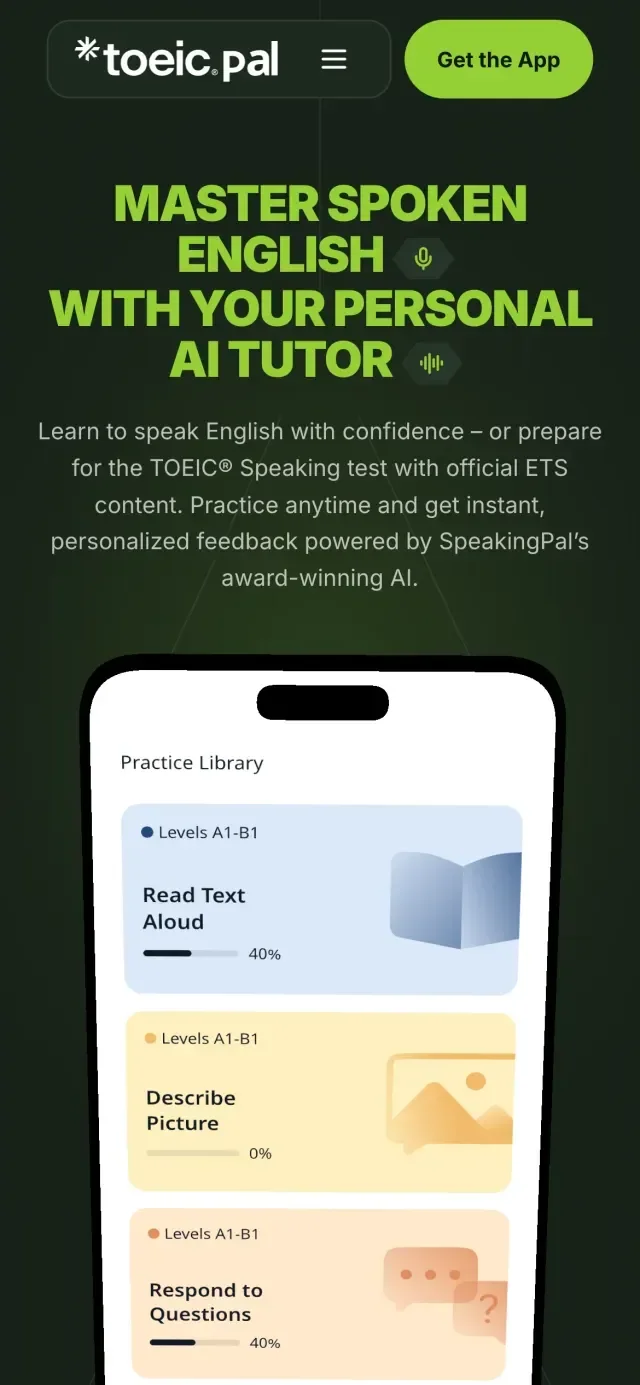 toeic® pal
Get the App
MASTER SPOKEN
ENGLISH
WITH YOUR PERSONAL
AI TUTOR
Learn to speak English with confidence – or prepare
for the TOEIC® Speaking test with official ETS
content. Practice anytime and get instant,
personalized feedback powered by SpeakingPal’s
award-winning AI.
Practice Library
Levels A1-B1
Read Text
Aloud
40%
Levels A1-B1
Describe
Picture
0%
Levels A1-B1
Respond to
Questions
40%
?